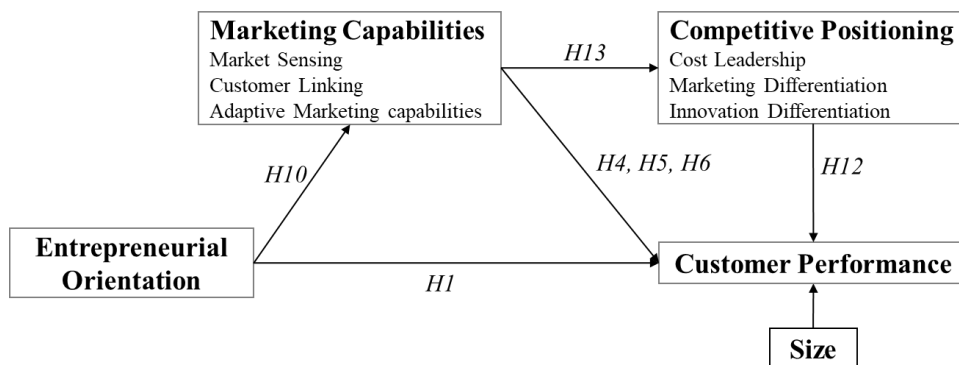 Marketing Capabilities
Market Sensing
Customer Linking
Adaptive Marketing capabilities
H13
Competitive Positioning
Cost Leadership
Marketing Differentiation
Innovation Differentiation
H10
H4, H5, H6
H12
Entrepreneurial
Orientation
H1
Customer Performance
Size